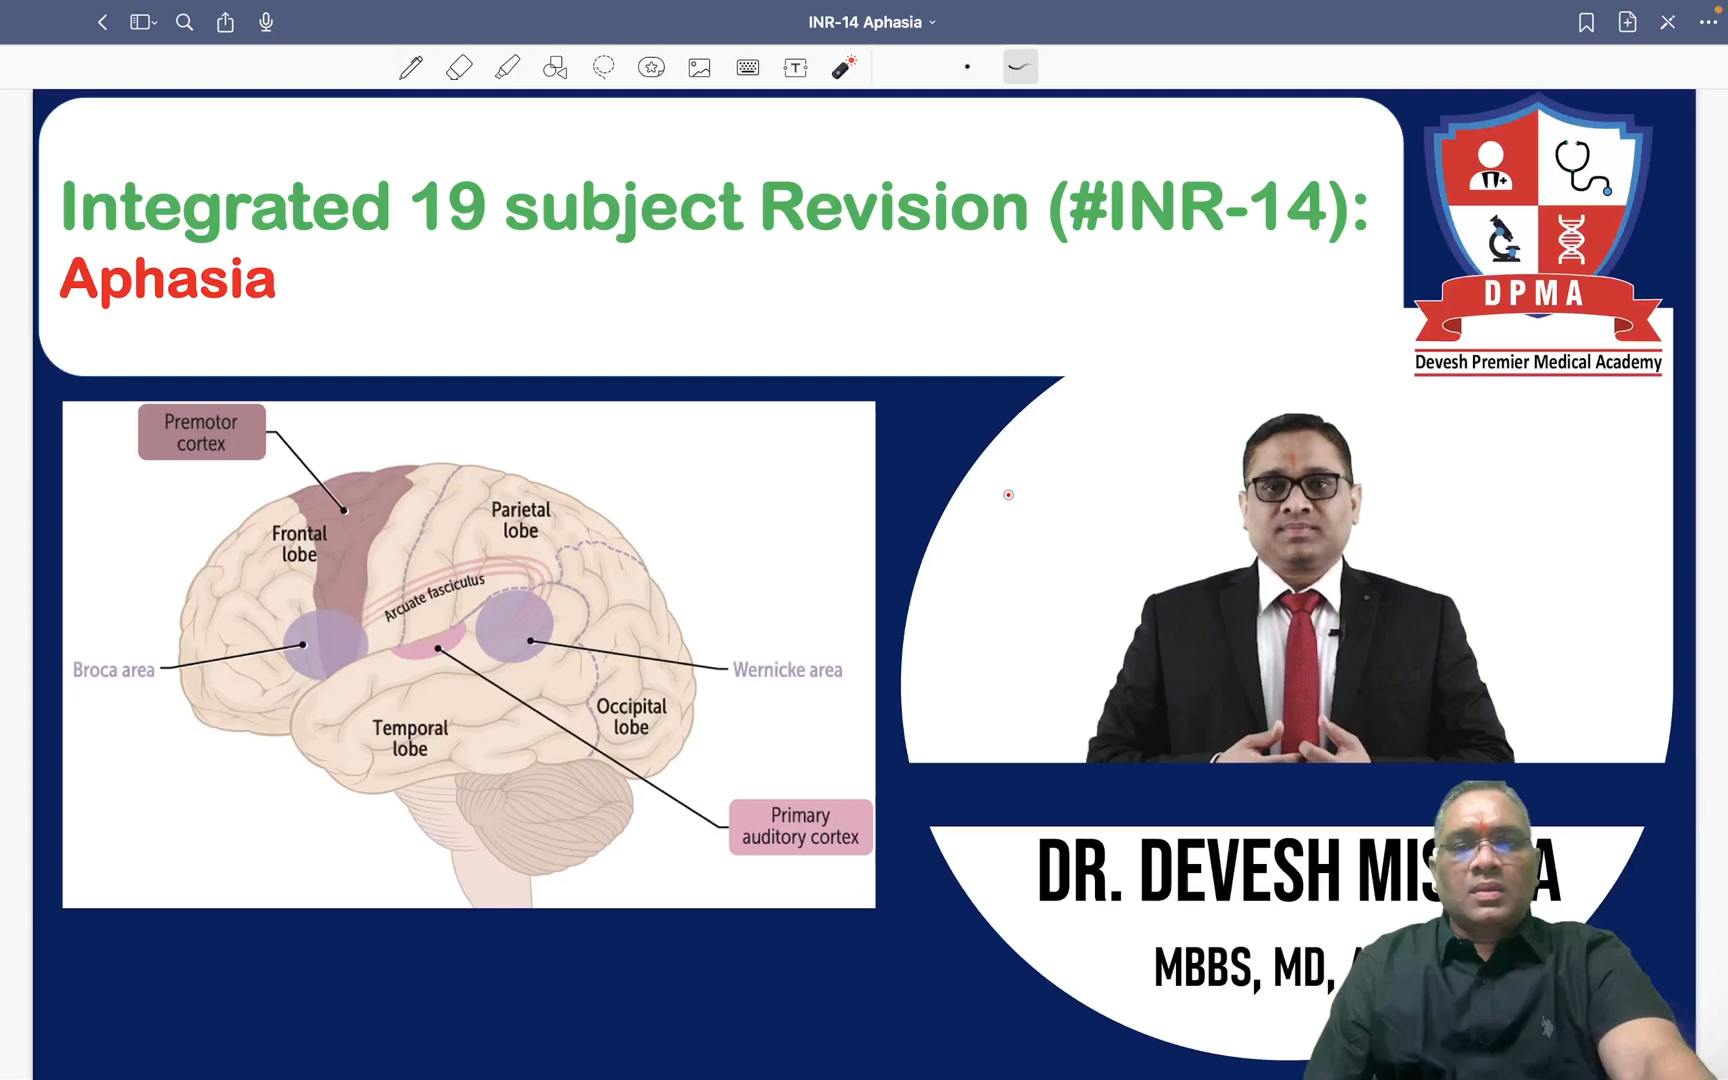 INR-14 Aphasia
Integrated 19 subject Revision (#INR-14):
Aphasia
DPMA
Devesh Premier Medical Academy
Premotor
cortex
Frontal
lobe
Parietal
lobe
Arcuate fasciculus
Broca area
Wernicke area
Temporal
lobe
Occipital
lobe
Primary
auditory cortex
DR. DEVESH
MBBS, MD,